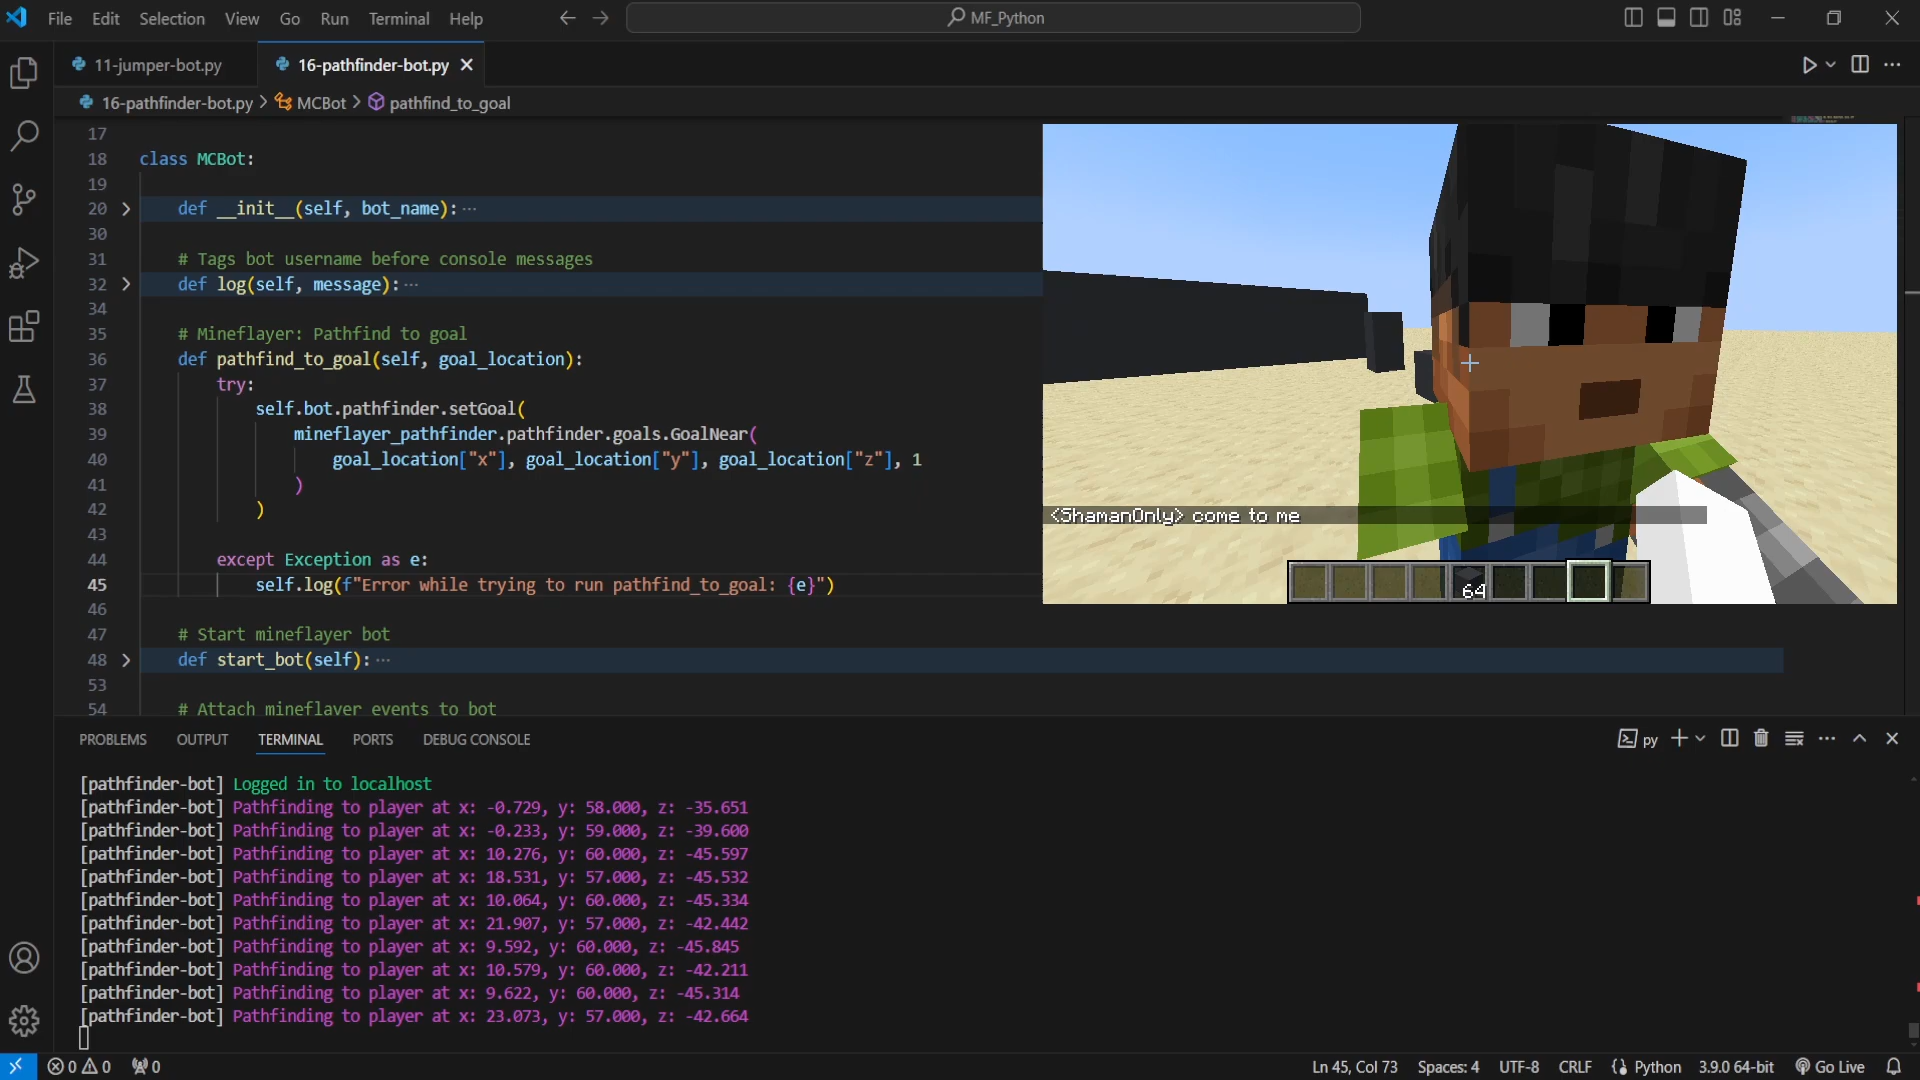 File Edit Selection View Go Run Terminal Help
MF_Python
11-jumper-bot.py
16-pathfinder-bot.py
16-pathfinder-bot.py > MCBot > pathfind_to_goal
17
18 class MCBot:
19
20 def __init__(self, bot_name): ⋯
30
31 # Tags bot username before console messages
32 def log(self, message): ⋯
34
35 # Mineflayer: Pathfind to goal
36 def pathfind_to_goal(self, goal_location):
37 try:
38 self.bot.pathfinder.setGoal(
39 mineflayer_pathfinder.pathfinder.goals.GoalNear(
40 goal_location["x"], goal_location["y"], goal_location["z"], 1
41 )
42 )
43
44 except Exception as e:
45 self.log(f"Error while trying to run pathfind_to_goal: {e}")
46
47 # Start mineflayer bot
48 def start_bot(self): ⋯
53
54 # Attach mineflayer events to bot
<ShamanOnly> come to me
64
PROBLEMS OUTPUT TERMINAL PORTS DEBUG CONSOLE
py
[pathfinder-bot] Logged in to localhost
[pathfinder-bot] Pathfinding to player at x: -0.729, y: 58.000, z: -35.651
[pathfinder-bot] Pathfinding to player at x: -0.233, y: 59.000, z: -39.600
[pathfinder-bot] Pathfinding to player at x: 10.276, y: 60.000, z: -45.597
[pathfinder-bot] Pathfinding to player at x: 18.531, y: 57.000, z: -45.532
[pathfinder-bot] Pathfinding to player at x: 10.064, y: 60.000, z: -45.334
[pathfinder-bot] Pathfinding to player at x: 21.907, y: 57.000, z: -42.442
[pathfinder-bot] Pathfinding to player at x: 9.592, y: 60.000, z: -45.845
[pathfinder-bot] Pathfinding to player at x: 10.579, y: 60.000, z: -42.211
[pathfinder-bot] Pathfinding to player at x: 9.622, y: 60.000, z: -45.314
[pathfinder-bot] Pathfinding to player at x: 23.073, y: 57.000, z: -42.664
0 0 0 Ln 45, Col 73 Spaces: 4 UTF-8 CRLF Python 3.9.0 64-bit Go Live